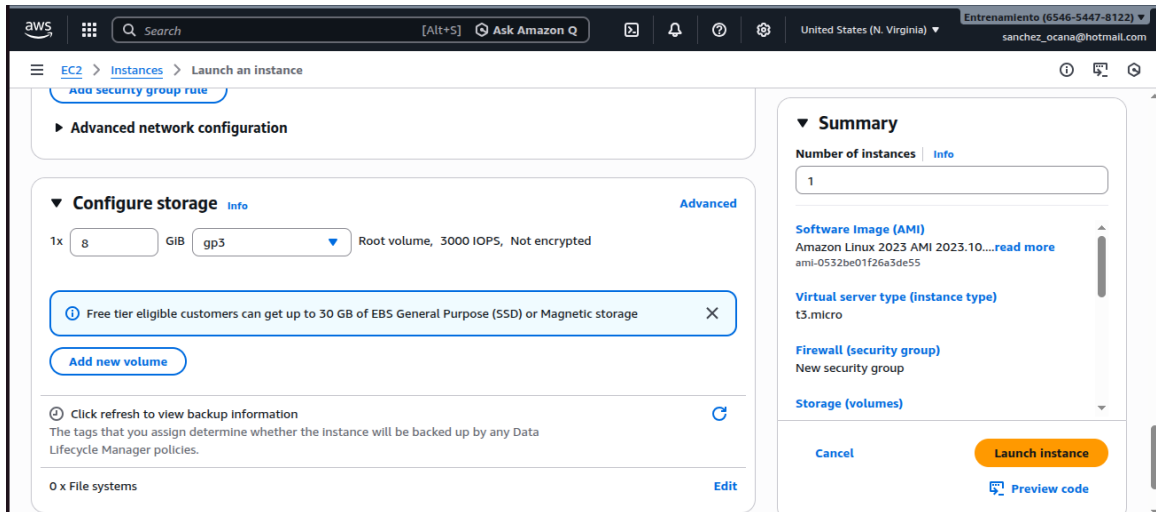 aws
Search [Alt+S] Ask Amazon Q
United States (N. Virginia) ▼
Entrenamiento (6546-5447-8122) ▼
sanchez_ocana@hotmail.com
EC2 > Instances > Launch an instance
Add security group rule
Advanced network configuration
Configure storage Info
Advanced
1x 8 GiB gp3 Root volume, 3000 IOPS, Not encrypted
Free tier eligible customers can get up to 30 GB of EBS General Purpose (SSD) or Magnetic storage
Add new volume
Click refresh to view backup information
The tags that you assign determine whether the instance will be backed up by any Data
Lifecycle Manager policies.
0 x File systems
Edit
Summary
Number of instances Info
1
Software Image (AMI)
Amazon Linux 2023 AMI 2023.10....read more
ami-0532be01f26a3de55
Virtual server type (instance type)
t3.micro
Firewall (security group)
New security group
Storage (volumes)
Cancel
Launch instance
Preview code